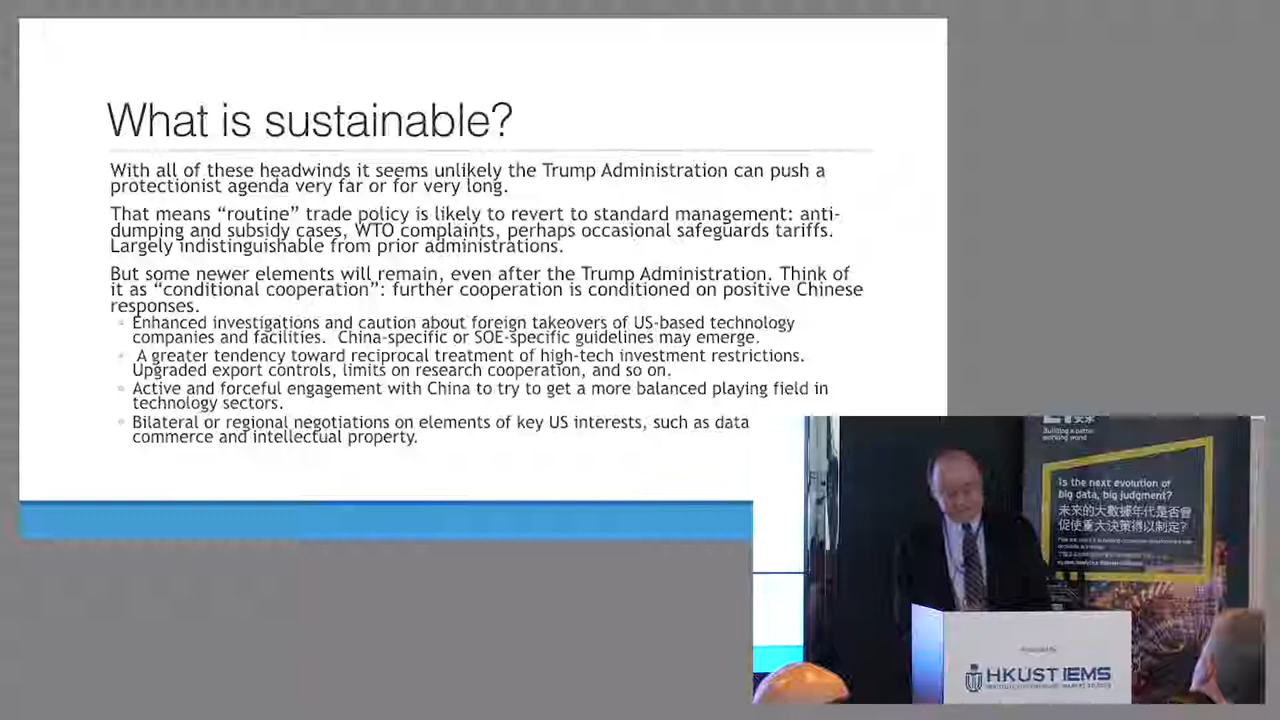 What is sustainable?
With all of these headwinds it seems unlikely the Trump Administration can push a
protectionist agenda very far or for very long.
That means “routine” trade policy is likely to revert to standard management: anti-
dumping and subsidy cases, WTO complaints, perhaps occasional safeguards tariffs.
Largely indistinguishable from prior administrations.
But some newer elements will remain, even after the Trump Administration. Think of
it as “conditional cooperation”: further cooperation is conditioned on positive Chinese
responses.
Enhanced investigations and caution about foreign takeovers of US-based technology
companies and facilities.  China-specific or SOE-specific guidelines may emerge.
A greater tendency toward reciprocal treatment of high-tech investment restrictions.
Upgraded export controls, limits on research cooperation, and so on.
Active and forceful engagement with China to try to get a more balanced playing field in
technology sectors.
Bilateral or regional negotiations on elements of key US interests, such as data
commerce and intellectual property.
Building a better
working world
Is the next evolution of
big data, big judgment?
未來的大數據年代是否會
促使重大決策得以制定?
HKUST IEMS